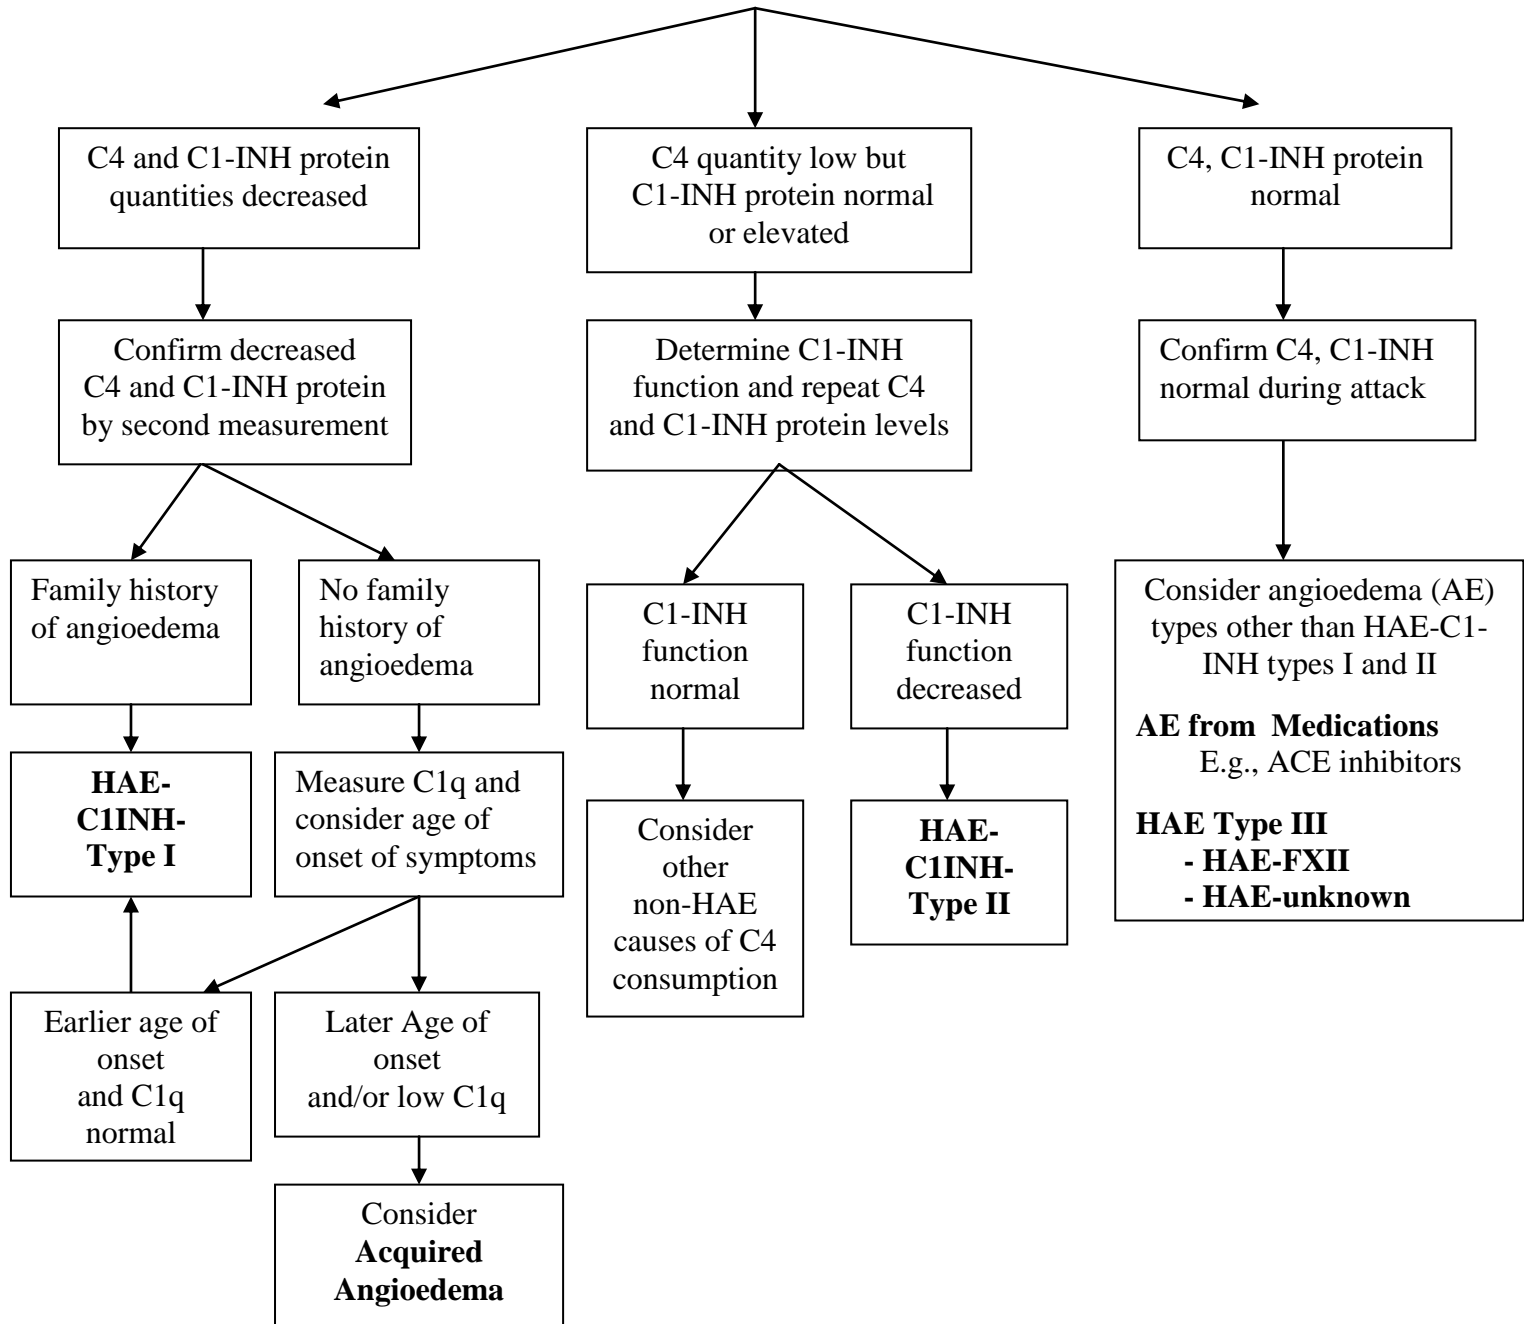 C4 and C1-INH protein
quantities decreased
C4 quantity low but
C1-INH protein normal
or elevated
C4, C1-INH protein
normal
Confirm decreased
C4 and C1-INH protein
by second measurement
Determine C1-INH
function and repeat C4
and C1-INH protein levels
Confirm C4, C1-INH
normal during attack
Family history
of angioedema
No family
history of
angioedema
C1-INH
function
normal
C1-INH
function
decreased
Consider angioedema (AE)
types other than HAE-C1-
INH types I and II
AE from Medications
E.g., ACE inhibitors
HAE Type III
- HAE-FXII
- HAE-unknown
HAE-
C1INH-
Type I
Measure C1q and
consider age of
onset of symptoms
Consider
other
non-HAE
causes of C4
consumption
HAE-
C1INH-
Type II
Earlier age of
onset
and C1q
normal
Later Age of
onset
and/or low C1q
Consider
Acquired
Angioedema